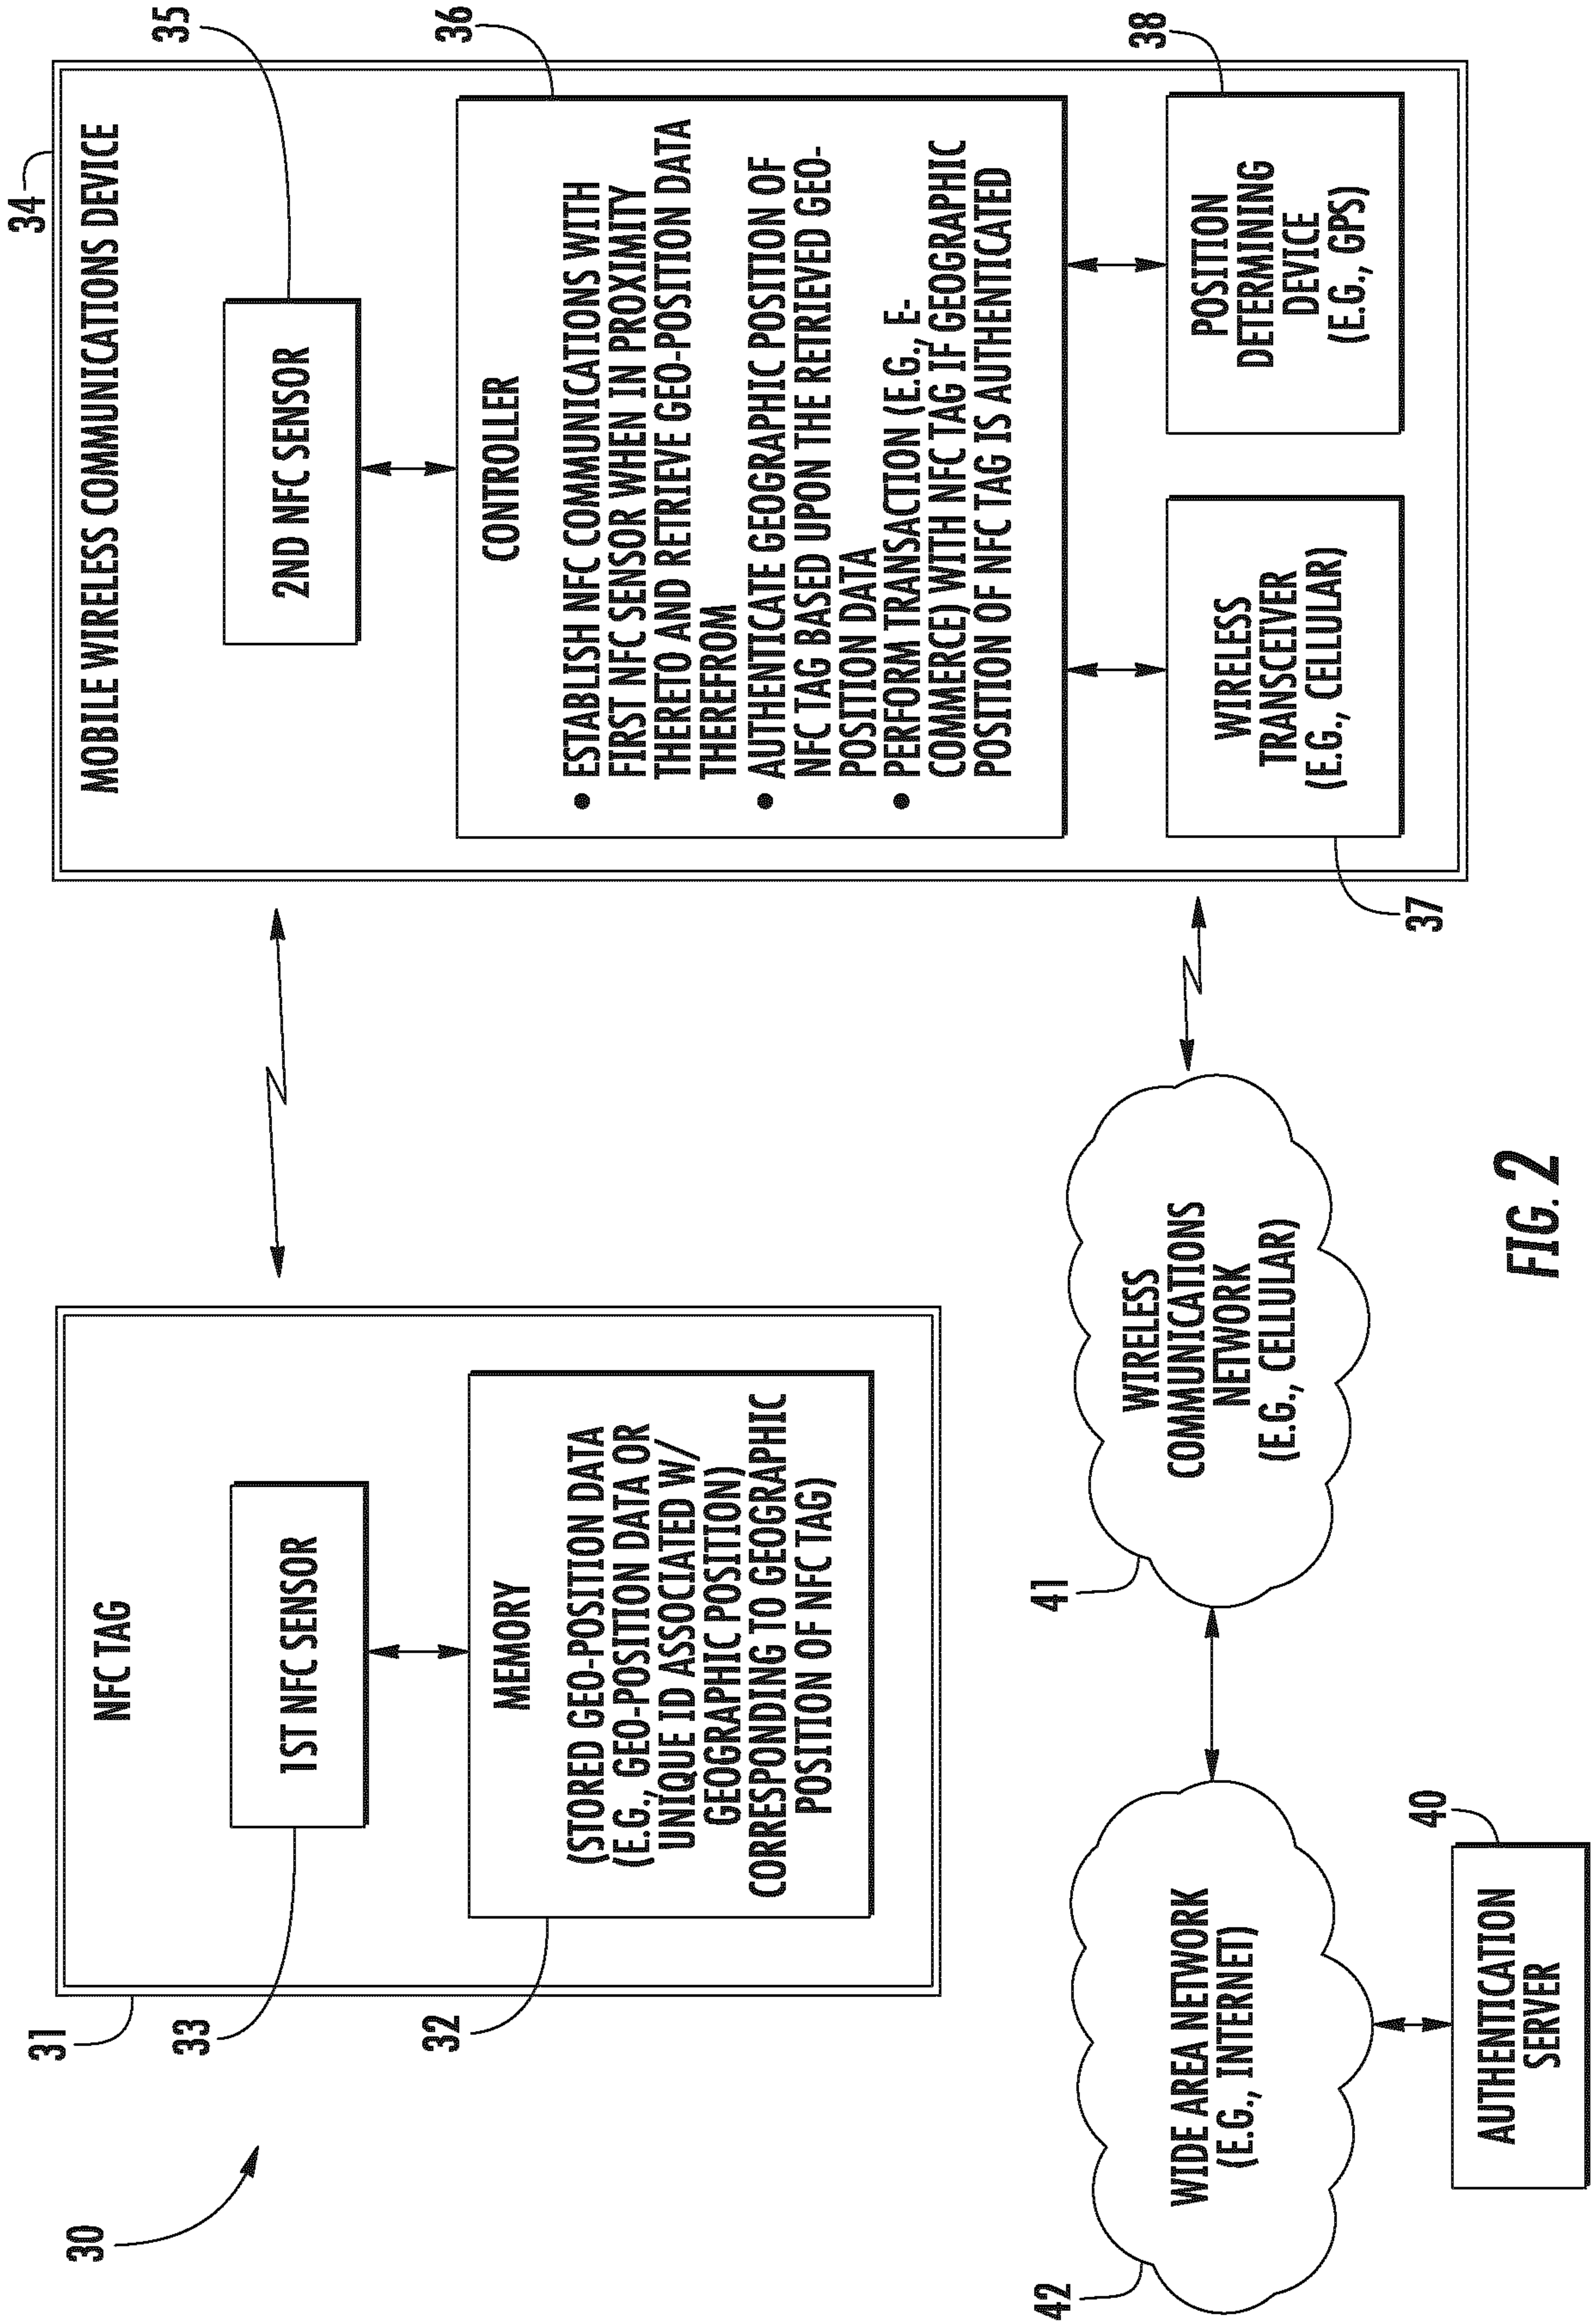 30
31
NFC TAG
33
1ST NFC SENSOR
32
MEMORY
(STORED GEO-POSITION DATA
(E.G., GEO-POSITION DATA OR
UNIQUE ID ASSOCIATED W/
GEOGRAPHIC POSITION)
CORRESPONDING TO GEOGRAPHIC
POSITION OF NFC TAG)
34
MOBILE WIRELESS COMMUNICATIONS DEVICE
35
2ND NFC SENSOR
36
CONTROLLER
• ESTABLISH NFC COMMUNICATIONS WITH
FIRST NFC SENSOR WHEN IN PROXIMITY
THERETO AND RETRIEVE GEO-POSITION DATA
THEREFROM
• AUTHENTICATE GEOGRAPHIC POSITION OF
NFC TAG BASED UPON THE RETRIEVED GEO-
POSITION DATA
• PERFORM TRANSACTION (E.G., E-
COMMERCE) WITH NFC TAG IF GEOGRAPHIC
POSITION OF NFC TAG IS AUTHENTICATED
WIRELESS
TRANSCEIVER
(E.G., CELLULAR)
37
POSITION
DETERMINING
DEVICE
(E.G., GPS)
38
42
WIDE AREA NETWORK
(E.G., INTERNET)
41
WIRELESS
COMMUNICATIONS
NETWORK
(E.G., CELLULAR)
40
AUTHENTICATION
SERVER
FIG. 2